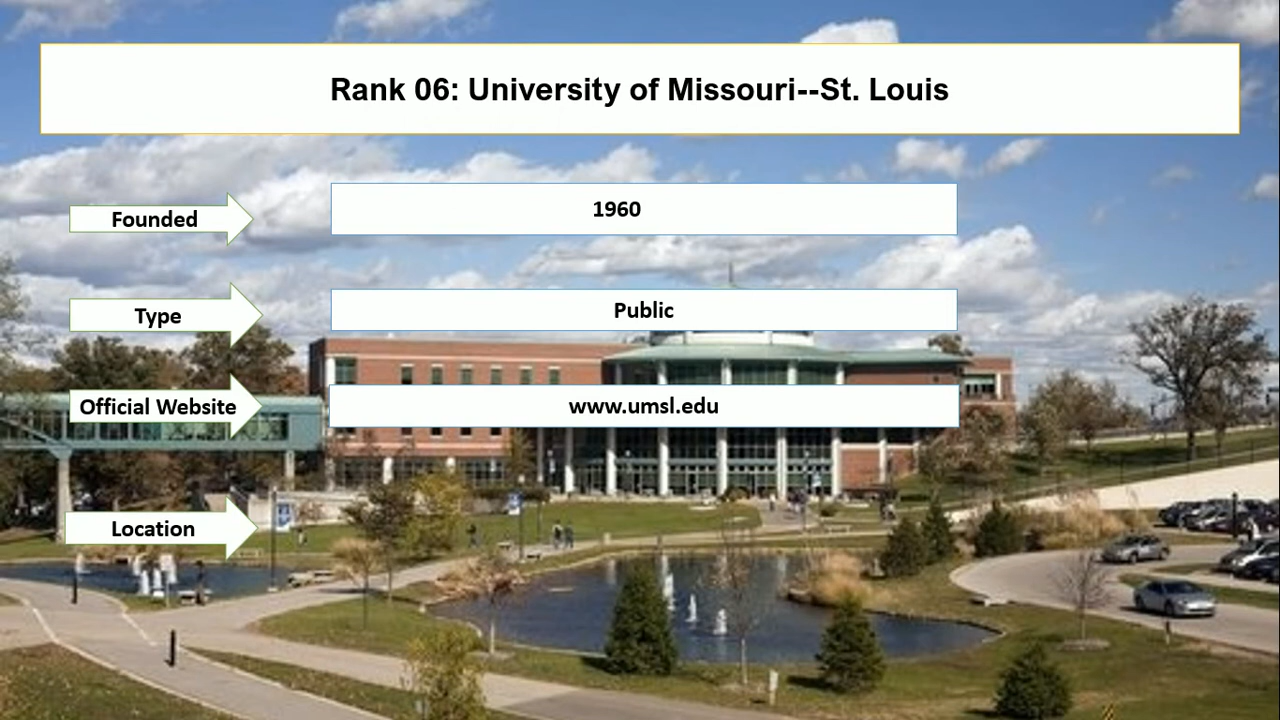 Rank 06: University of Missouri--St. Louis
Founded
1960
Type
Public
Official Website
www.umsl.edu
Location